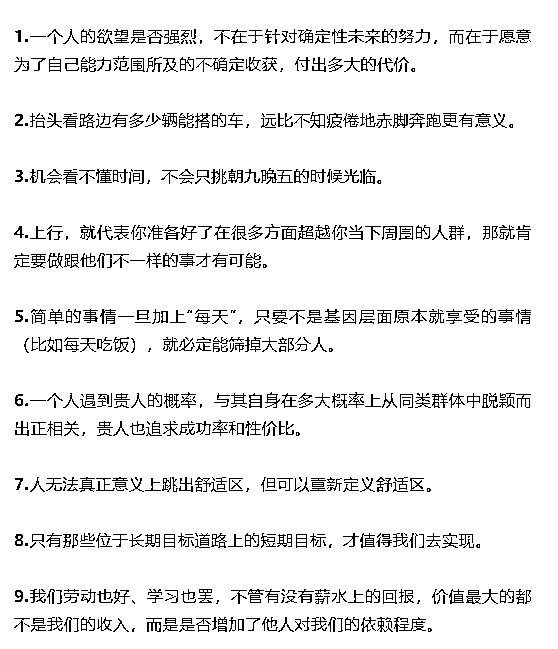 1.一个人的欲望是否强烈，不在于针对确定性未来的努力，而在于愿意
为了自己能力范围所及的不确定收获，付出多大的代价。
2.抬头看路边有多少辆能搭的车，远比不知疲倦地赤脚奔跑更有意义。
3.机会看不懂时间，不会只挑朝九晚五的时候光临。
4.上行，就代表你准备好了在很多方面超越你当下周围的人群，那就肯
定要做跟他们不一样的事才有可能。
5.简单的事情一旦加上“每天”，只要不是基因层面原本就享受的事情
（比如每天吃饭），就必定能筛掉大部分人。
6.一个人遇到贵人的概率，与其自身在多大概率上从同类群体中脱颖而
出正相关，贵人也追求成功率和性价比。
7.人无法真正意义上跳出舒适区，但可以重新定义舒适区。
8.只有那些位于长期目标道路上的短期目标，才值得我们去实现。
9.我们劳动也好、学习也罢，不管有没有薪水上的回报，价值最大的都
不是我们的收入，而是是否增加了他人对我们的依赖程度。